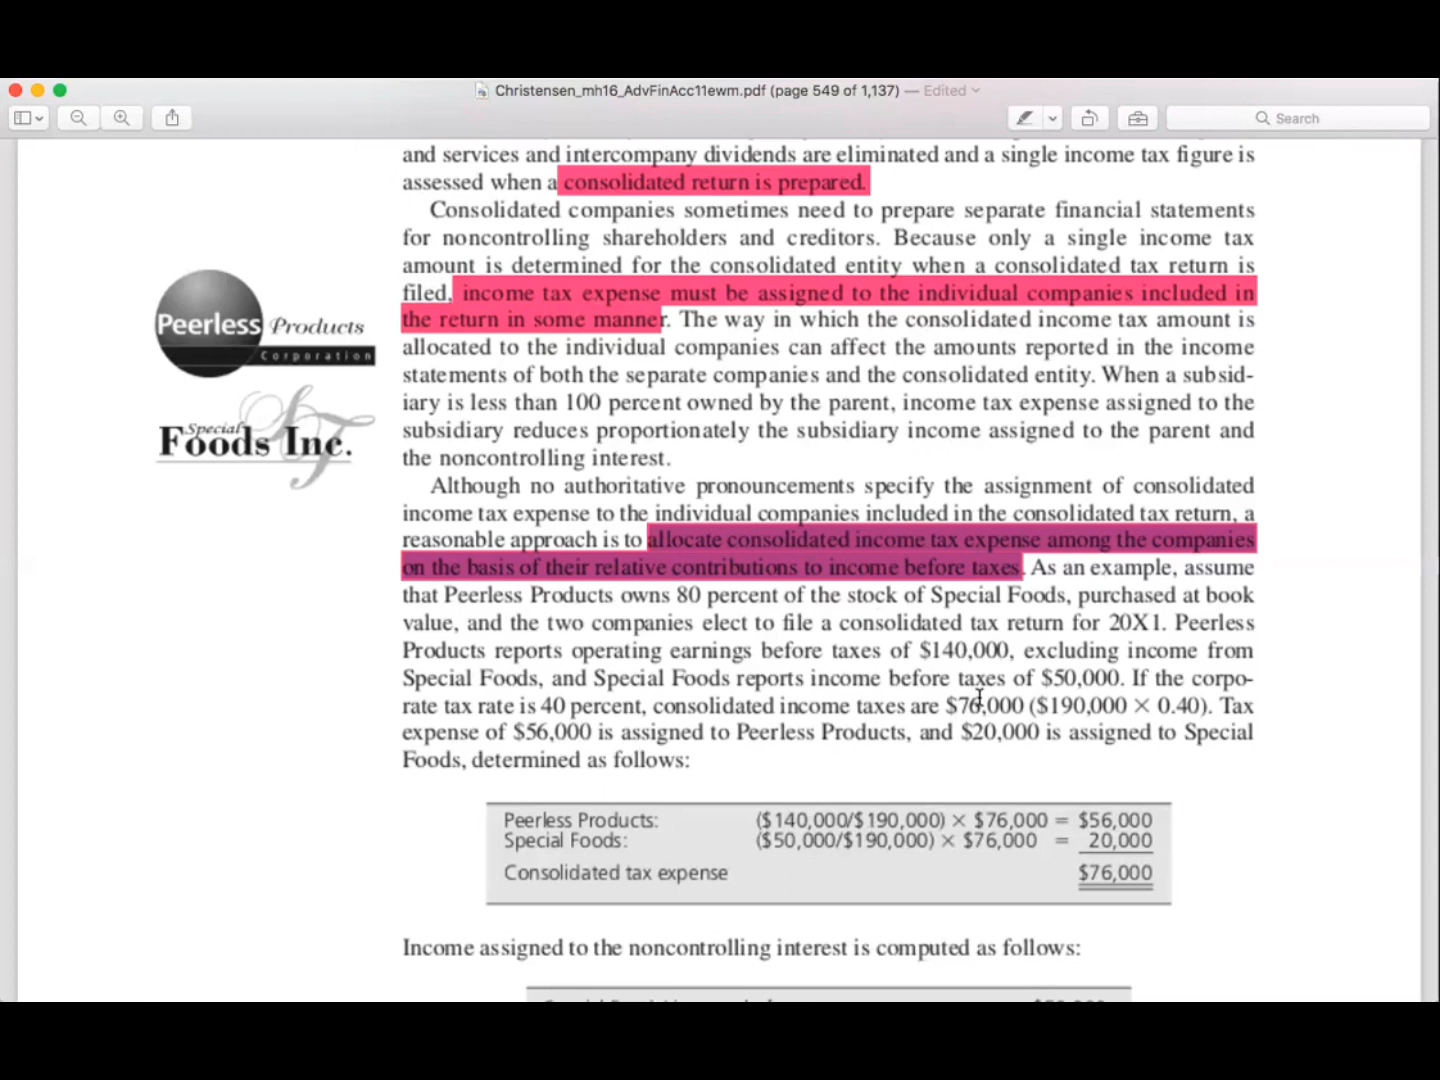 Christensen_mh16_AdvFinAcc11ewm.pdf (page 549 of 1,137) — Edited
Search
and services and intercompany dividends are eliminated and a single income tax figure is
assessed when a consolidated return is prepared.
Consolidated companies sometimes need to prepare separate financial statements
for noncontrolling shareholders and creditors. Because only a single income tax
amount is determined for the consolidated entity when a consolidated tax return is
filed, income tax expense must be assigned to the individual companies included in
the return in some manner. The way in which the consolidated income tax amount is
allocated to the individual companies can affect the amounts reported in the income
statements of both the separate companies and the consolidated entity. When a subsid-
iary is less than 100 percent owned by the parent, income tax expense assigned to the
subsidiary reduces proportionately the subsidiary income assigned to the parent and
the noncontrolling interest.
Peerless Products
Corporation
Special
Foods Inc.
Although no authoritative pronouncements specify the assignment of consolidated
income tax expense to the individual companies included in the consolidated tax return, a
reasonable approach is to allocate consolidated income tax expense among the companies
on the basis of their relative contributions to income before taxes. As an example, assume
that Peerless Products owns 80 percent of the stock of Special Foods, purchased at book
value, and the two companies elect to file a consolidated tax return for 20X1. Peerless
Products reports operating earnings before taxes of $140,000, excluding income from
Special Foods, and Special Foods reports income before taxes of $50,000. If the corpo-
rate tax rate is 40 percent, consolidated income taxes are $76,000 ($190,000 × 0.40). Tax
expense of $56,000 is assigned to Peerless Products, and $20,000 is assigned to Special
Foods, determined as follows:
Peerless Products: ($140,000/$190,000) × $76,000 = $56,000
Special Foods: ($50,000/$190,000) × $76,000 = 20,000
Consolidated tax expense $76,000
Income assigned to the noncontrolling interest is computed as follows: